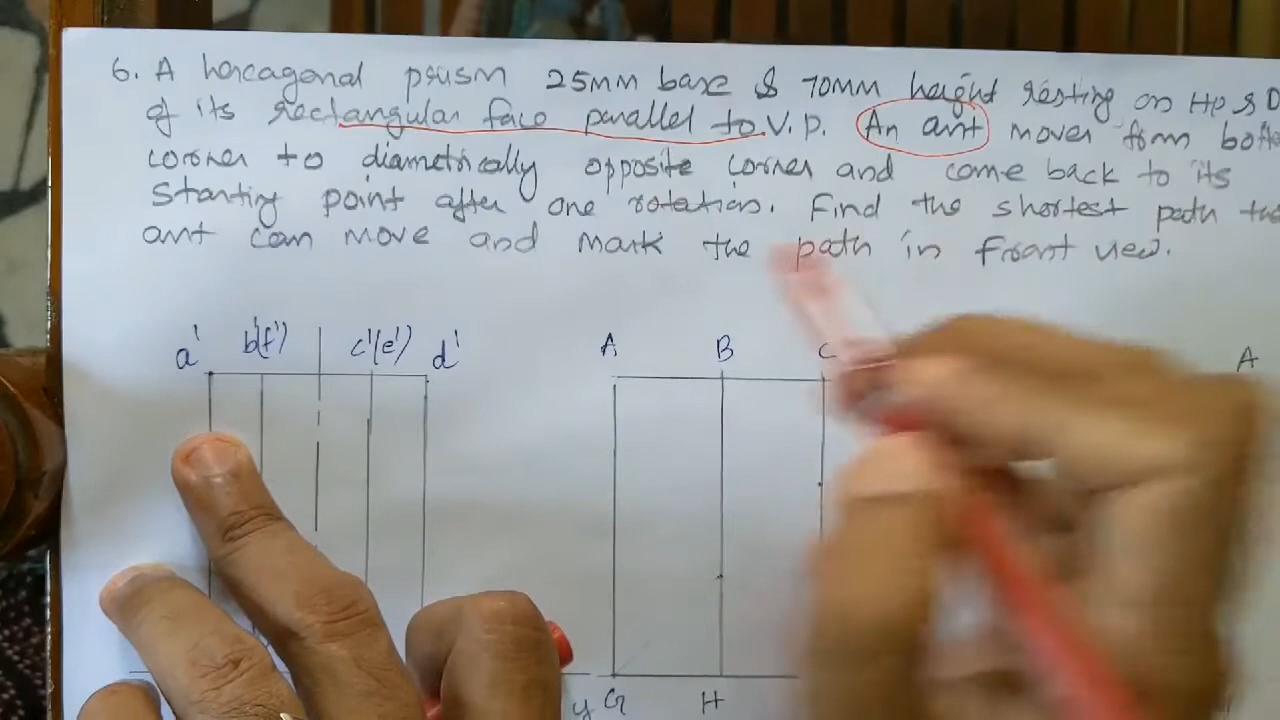 6. A hexagonal prism 25mm base & 70mm height resting on HP & O
of its rectangular face parallel to V.P. An ant moves from botto
corner to diametrically opposite corner and come back to its
starting point after one rotation. Find the shortest path the
ant can move and mark the path in front view.
a' b'(f') c'(e') d' A B C A
y G H